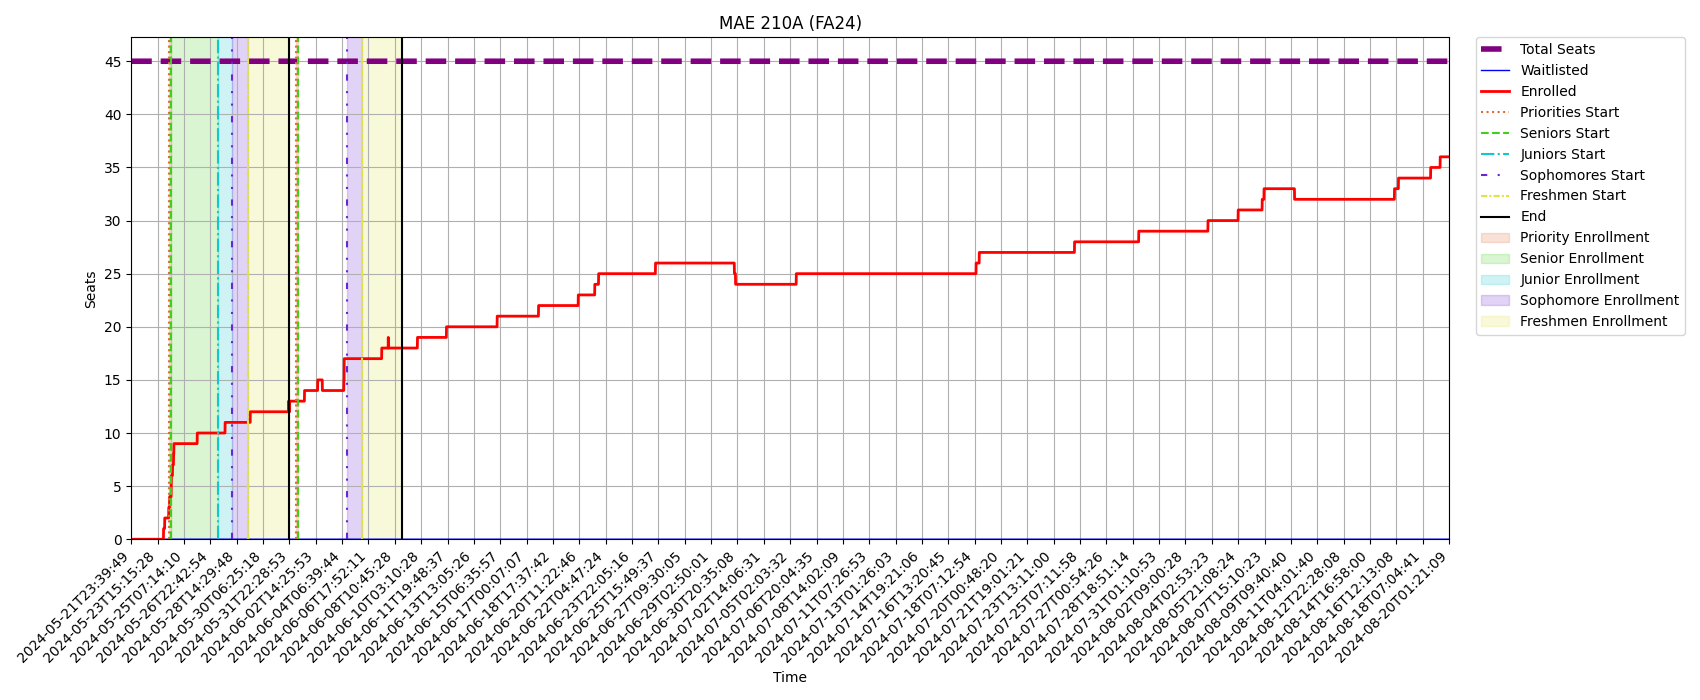 MAE 210A (FA24)
Seats
45
40
35
30
25
20
15
10
5
0
2024-05-21T23:39:49
2024-05-23T15:15:28
2024-05-25T07:14:10
2024-05-26T22:42:54
2024-05-28T14:29:48
2024-05-30T06:25:18
2024-05-31T22:28:53
2024-06-02T14:25:53
2024-06-04T06:39:44
2024-06-06T17:52:11
2024-06-08T10:45:28
2024-06-10T03:10:28
2024-06-11T19:48:37
2024-06-13T13:05:26
2024-06-15T06:35:57
2024-06-17T00:07:07
2024-06-18T17:37:42
2024-06-20T11:22:46
2024-06-22T04:47:24
2024-06-23T22:05:16
2024-06-25T15:49:37
2024-06-27T09:30:05
2024-06-29T02:50:01
2024-06-30T20:35:08
2024-07-02T14:06:31
2024-07-05T02:03:32
2024-07-06T20:04:35
2024-07-08T14:02:09
2024-07-11T07:26:53
2024-07-13T01:26:03
2024-07-14T19:21:06
2024-07-16T13:20:45
2024-07-18T07:12:54
2024-07-20T00:48:20
2024-07-21T19:01:21
2024-07-23T13:11:00
2024-07-25T07:11:58
2024-07-27T00:54:26
2024-07-28T18:51:14
2024-07-31T01:10:53
2024-08-02T09:00:28
2024-08-04T02:53:23
2024-08-05T21:08:24
2024-08-07T15:10:23
2024-08-09T09:40:40
2024-08-11T04:01:40
2024-08-12T22:28:08
2024-08-14T16:58:00
2024-08-16T12:13:08
2024-08-18T07:04:41
2024-08-20T01:21:09
Time
Total Seats
Waitlisted
Enrolled
Priorities Start
Seniors Start
Juniors Start
Sophomores Start
Freshmen Start
End
Priority Enrollment
Senior Enrollment
Junior Enrollment
Sophomore Enrollment
Freshmen Enrollment